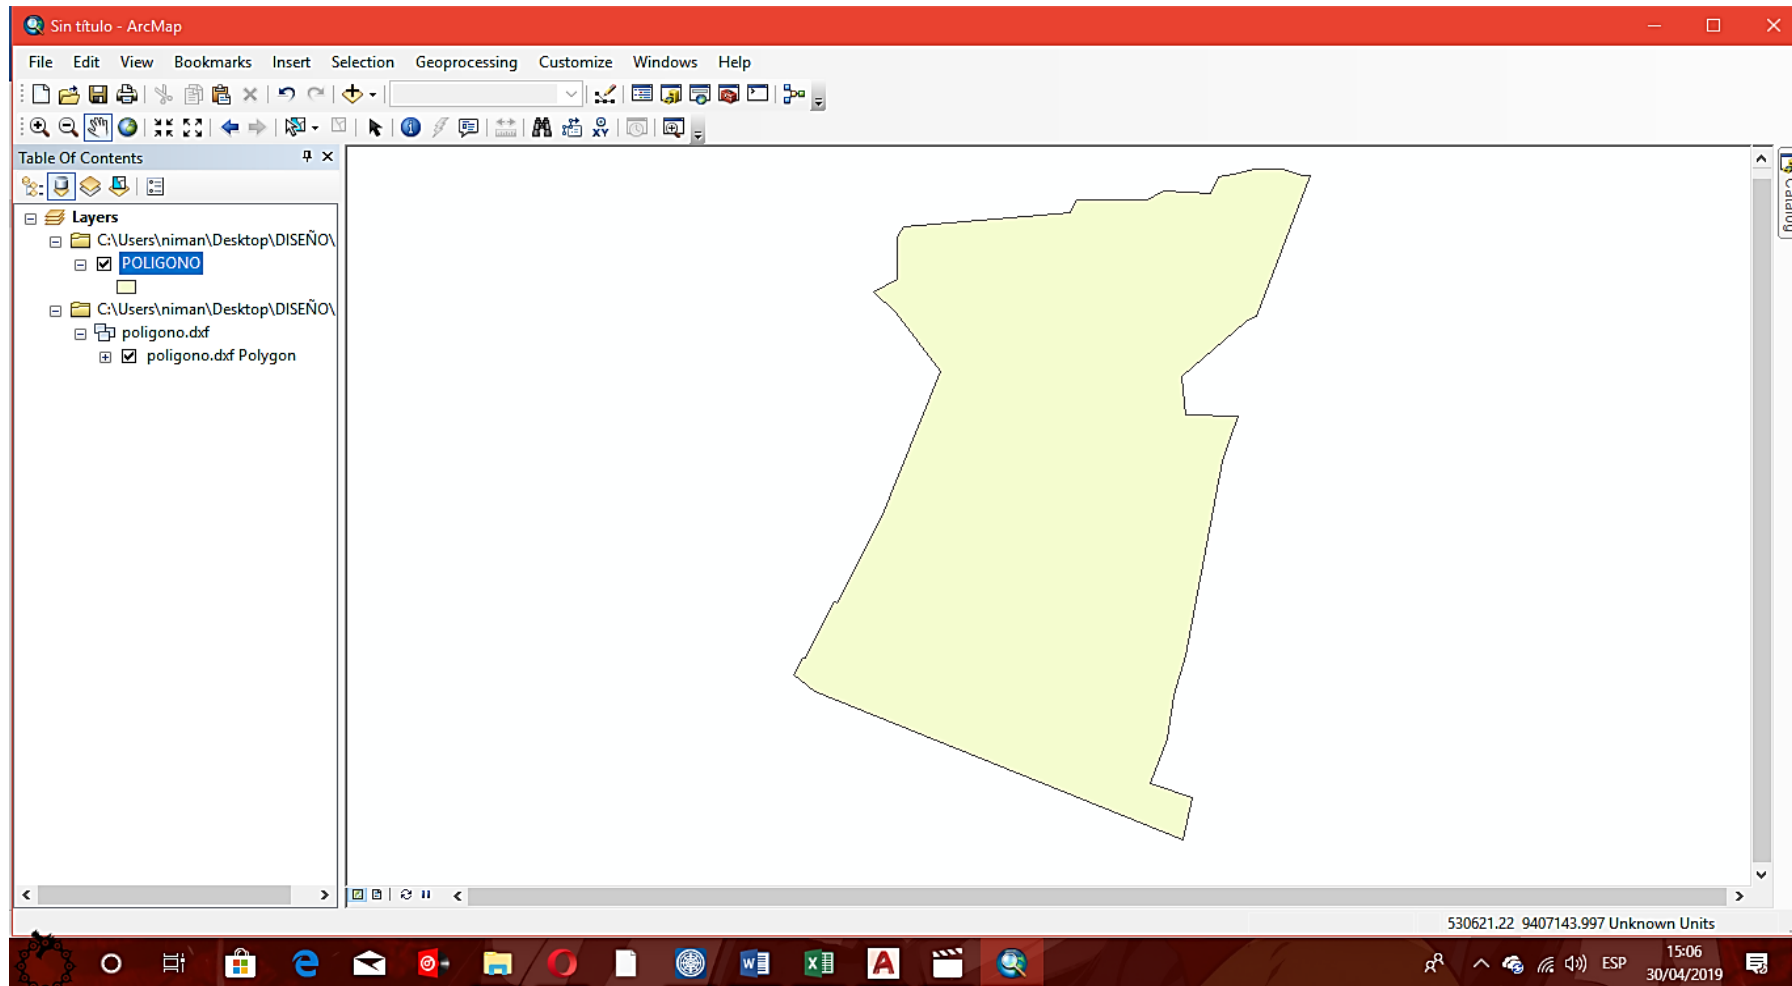 Sin título - ArcMap
File Edit View Bookmarks Insert Selection Geoprocessing Customize Windows Help
Table Of Contents
Layers
C:\Users\niman\Desktop\DISEÑO\
POLIGONO
C:\Users\niman\Desktop\DISEÑO\
poligono.dxf
poligono.dxf Polygon
Catalog
530621.22 9407143.997 Unknown Units
ESP
15:06
30/04/2019